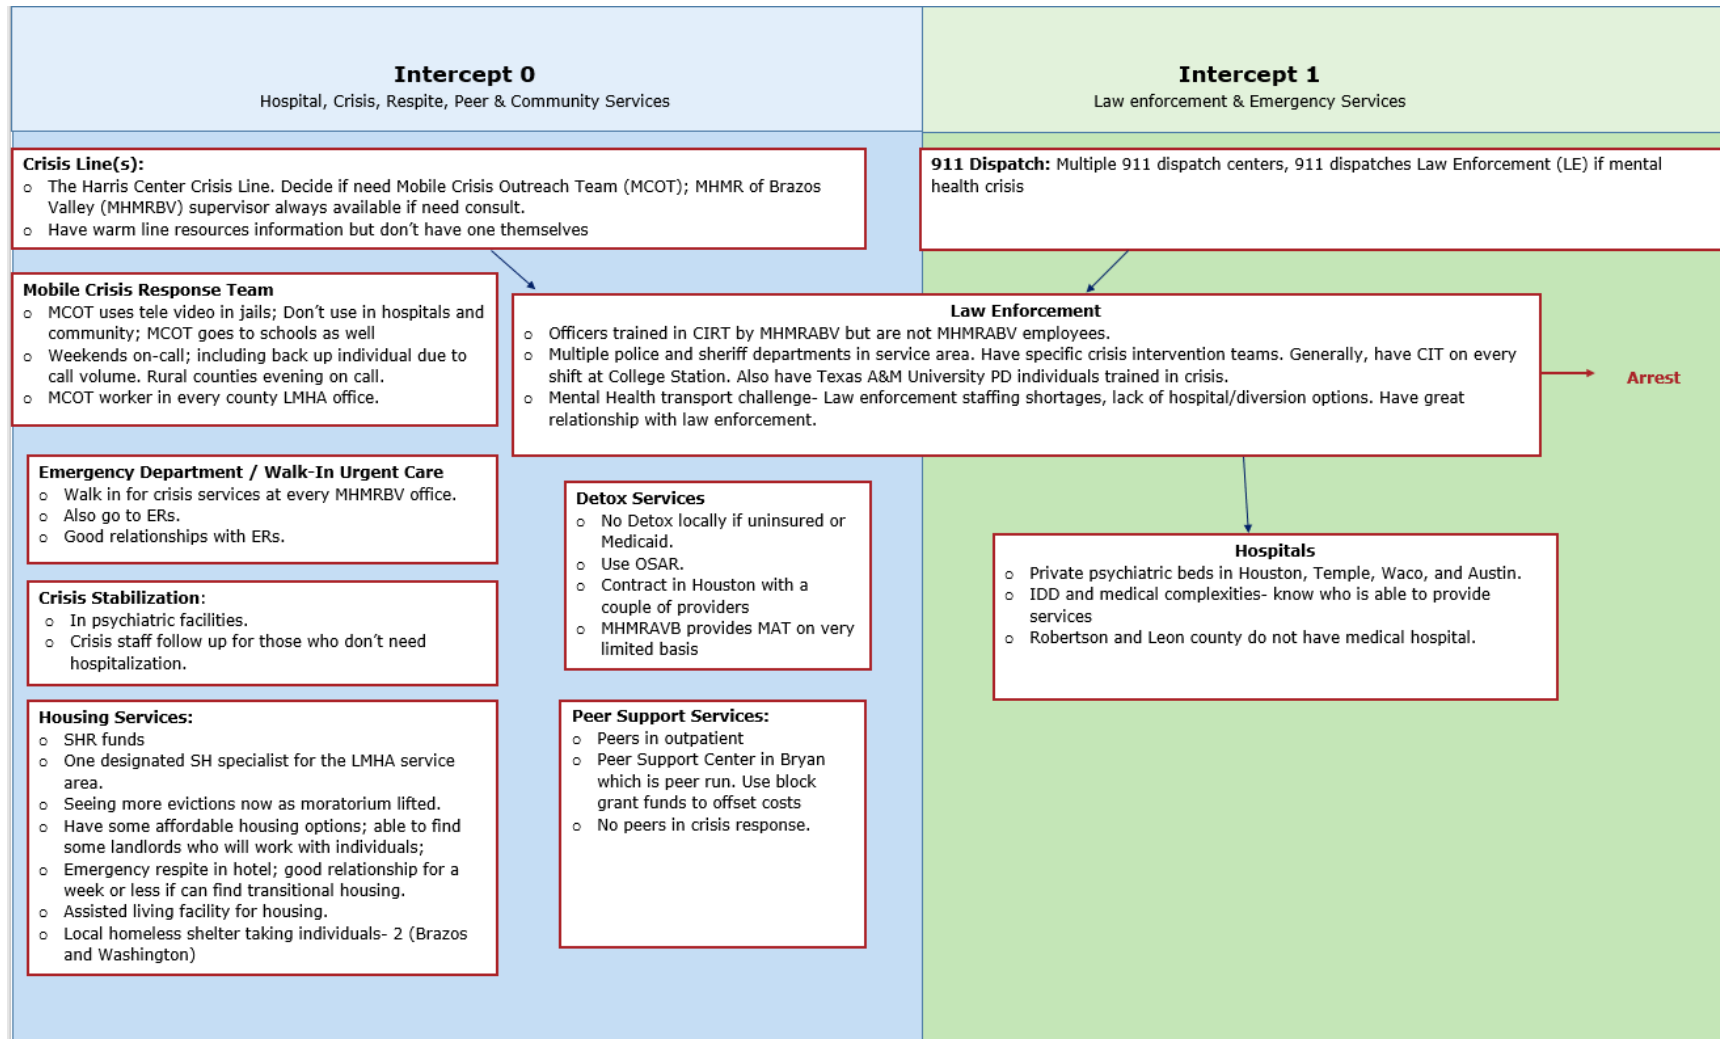 Intercept 0
Hospital, Crisis, Respite, Peer & Community Services
Intercept 1
Law enforcement & Emergency Services
Crisis Line(s):
o The Harris Center Crisis Line. Decide if need Mobile Crisis Outreach Team (MCOT); MHMR of Brazos
Valley (MHMRBV) supervisor always available if need consult.
o Have warm line resources information but don't have one themselves
911 Dispatch: Multiple 911 dispatch centers, 911 dispatches Law Enforcement (LE) if mental
health crisis
Mobile Crisis Response Team
o MCOT uses tele video in jails; Don't use in hospitals and
community; MCOT goes to schools as well
o Weekends on-call; including back up individual due to
call volume. Rural counties evening on call.
o MCOT worker in every county LMHA office.
Law Enforcement
o Officers trained in CIRT by MHMRABV but are not MHMRABV employees.
o Multiple police and sheriff departments in service area. Have specific crisis intervention teams. Generally, have CIT on every
shift at College Station. Also have Texas A&M University PD individuals trained in crisis.
o Mental Health transport challenge- Law enforcement staffing shortages, lack of hospital/diversion options. Have great
relationship with law enforcement.
Arrest
Emergency Department / Walk-In Urgent Care
o Walk in for crisis services at every MHMRBV office.
o Also go to ERs.
o Good relationships with ERs.
Detox Services
o No Detox locally if uninsured or
Medicaid.
o Use OSAR.
o Contract in Houston with a
couple of providers
o MHMRAVB provides MAT on very
limited basis
Hospitals
o Private psychiatric beds in Houston, Temple, Waco, and Austin.
o IDD and medical complexities- know who is able to provide
services
o Robertson and Leon county do not have medical hospital.
Crisis Stabilization:
o In psychiatric facilities.
o Crisis staff follow up for those who don't need
hospitalization.
Housing Services:
o SHR funds
o One designated SH specialist for the LMHA service
area.
o Seeing more evictions now as moratorium lifted.
o Have some affordable housing options; able to find
some landlords who will work with individuals;
o Emergency respite in hotel; good relationship for a
week or less if can find transitional housing.
o Assisted living facility for housing.
o Local homeless shelter taking individuals- 2 (Brazos
and Washington)
Peer Support Services:
o Peers in outpatient
o Peer Support Center in Bryan
which is peer run. Use block
grant funds to offset costs
o No peers in crisis response.